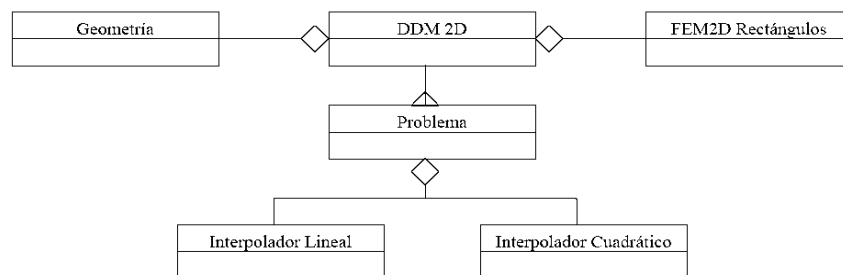 Geometría
DDM 2D
FEM2D Rectángulos
Problema
Interpolador Lineal
Interpolador Cuadrático